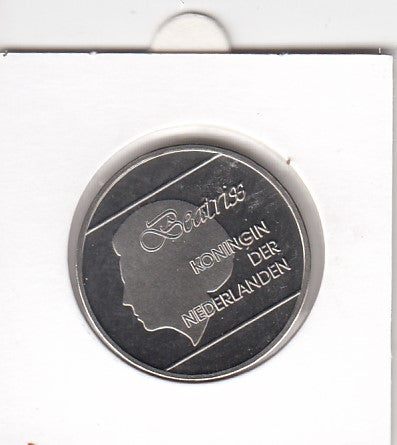 Beatrix
KONINGIN
DER
NEDERLANDEN